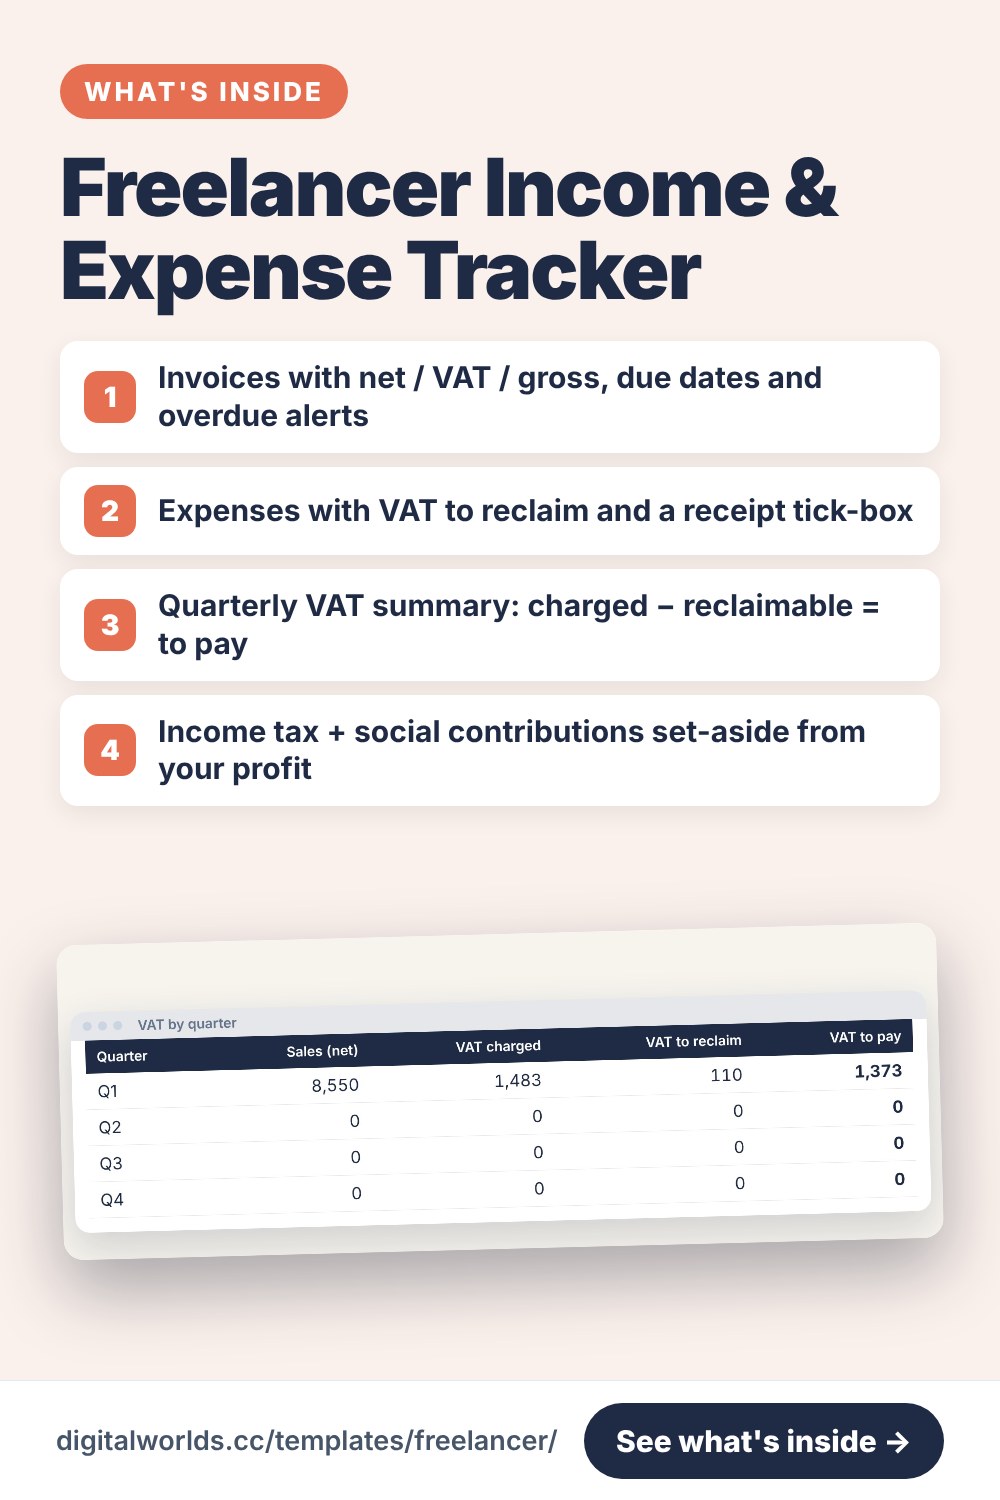 WHAT'S INSIDE
Freelancer Income &
Expense Tracker
1
Invoices with net / VAT / gross, due dates and
overdue alerts
2
Expenses with VAT to reclaim and a receipt tick-box
3
Quarterly VAT summary: charged – reclaimable =
to pay
4
Income tax + social contributions set-aside from
your profit
VAT by quarter
Quarter Sales (net) VAT charged VAT to reclaim VAT to pay
Q1 8,550 1,483 110 1,373
Q2 0 0 0 0
Q3 0 0 0 0
Q4 0 0 0 0
digitalworlds.cc/templates/freelancer/
See what's inside →